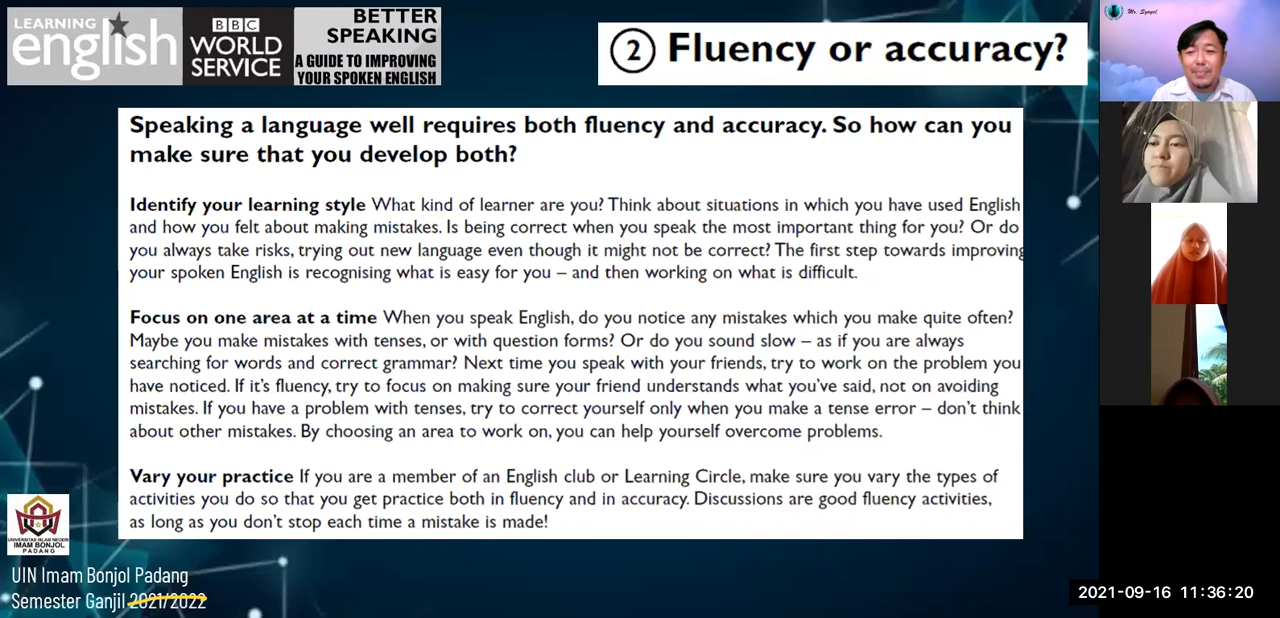 LEARNING
english
BBC
WORLD
SERVICE
BETTER
SPEAKING
A GUIDE TO IMPROVING
YOUR SPOKEN ENGLISH
2 Fluency or accuracy?
Mr. Syayid
Speaking a language well requires both fluency and accuracy. So how can you
make sure that you develop both?
Identify your learning style What kind of learner are you? Think about situations in which you have used English
and how you felt about making mistakes. Is being correct when you speak the most important thing for you? Or do
you always take risks, trying out new language even though it might not be correct? The first step towards improving
your spoken English is recognising what is easy for you – and then working on what is difficult.
Focus on one area at a time When you speak English, do you notice any mistakes which you make quite often?
Maybe you make mistakes with tenses, or with question forms? Or do you sound slow – as if you are always
searching for words and correct grammar? Next time you speak with your friends, try to work on the problem you
have noticed. If it's fluency, try to focus on making sure your friend understands what you've said, not on avoiding
mistakes. If you have a problem with tenses, try to correct yourself only when you make a tense error – don't think
about other mistakes. By choosing an area to work on, you can help yourself overcome problems.
Vary your practice If you are a member of an English club or Learning Circle, make sure you vary the types of
activities you do so that you get practice both in fluency and in accuracy. Discussions are good fluency activities,
as long as you don't stop each time a mistake is made!
UNIVERSITAS ISLAM NEGERI
IMAM BONJOL
PADANG
UIN Imam Bonjol Padang
Semester Ganjil 2021/2022
2021-09-16 11:36:20